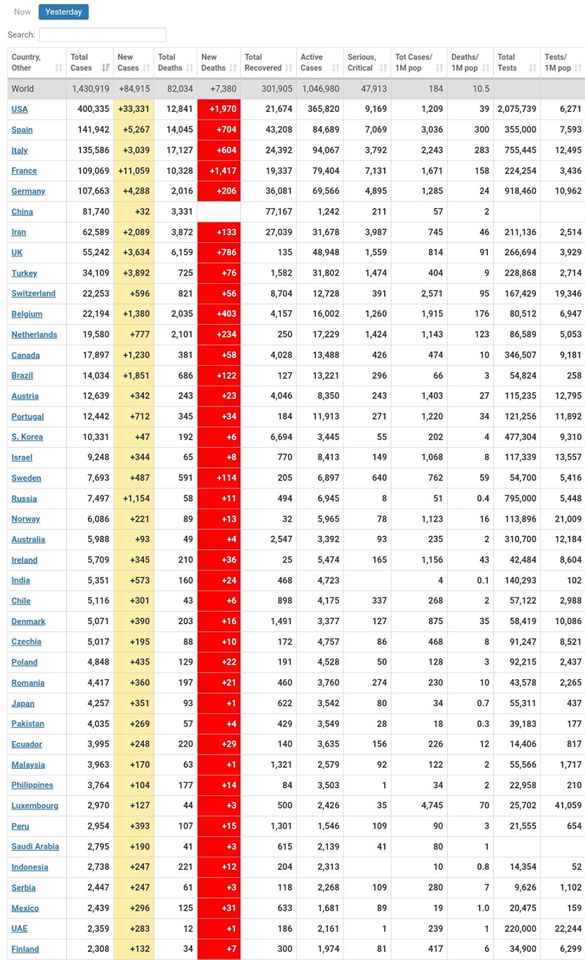 Now Yesterday
Search:
Country, Other Total Cases New Cases Total Deaths New Deaths Total Recovered Active Cases Serious, Critical Tot Cases/ 1M pop Deaths/ 1M pop Total Tests Tests/ 1M pop
World 1,430,919 +84,915 82,034 +7,380 301,905 1,046,980 47,913 184 10.5
USA 400,335 +33,331 12,841 +1,970 21,674 365,820 9,169 1,209 39 2,075,739 6,271
Spain 141,942 +5,267 14,045 +704 43,208 84,689 7,069 3,036 300 355,000 7,593
Italy 135,586 +3,039 17,127 +604 24,392 94,067 3,792 2,243 283 755,445 12,495
France 109,069 +11,059 10,328 +1,417 19,337 79,404 7,131 1,671 158 224,254 3,436
Germany 107,663 +4,288 2,016 +206 36,081 69,566 4,895 1,285 24 918,460 10,962
China 81,740 +32 3,331 77,167 1,242 211 57 2
Iran 62,589 +2,089 3,872 +133 27,039 31,678 3,987 745 46 211,136 2,514
UK 55,242 +3,634 6,159 +786 135 48,948 1,559 814 91 266,694 3,929
Turkey 34,109 +3,892 725 +76 1,582 31,802 1,474 404 9 228,868 2,714
Switzerland 22,253 +596 821 +56 8,704 12,728 391 2,571 95 167,429 19,346
Belgium 22,194 +1,380 2,035 +403 4,157 16,002 1,260 1,915 176 80,512 6,947
Netherlands 19,580 +777 2,101 +234 250 17,229 1,424 1,143 123 86,589 5,053
Canada 17,897 +1,230 381 +58 4,028 13,488 426 474 10 346,507 9,181
Brazil 14,034 +1,851 686 +122 127 13,221 296 66 3 54,824 258
Austria 12,639 +342 243 +23 4,046 8,350 243 1,403 27 115,235 12,795
Portugal 12,442 +712 345 +34 184 11,913 271 1,220 34 121,256 11,892
S. Korea 10,331 +47 192 +6 6,694 3,445 55 202 4 477,304 9,310
Israel 9,248 +344 65 +8 770 8,413 149 1,068 8 117,339 13,557
Sweden 7,693 +487 591 +114 205 6,897 640 762 59 54,700 5,416
Russia 7,497 +1,154 58 +11 494 6,945 8 51 0.4 795,000 5,448
Norway 6,086 +221 89 +13 32 5,965 78 1,123 16 113,896 21,009
Australia 5,988 +93 49 +4 2,547 3,392 93 235 2 310,700 12,184
Ireland 5,709 +345 210 +36 25 5,474 165 1,156 43 42,484 8,604
India 5,351 +573 160 +24 468 4,723 4 0.1 140,293 102
Chile 5,116 +301 43 +6 898 4,175 337 268 2 57,122 2,988
Denmark 5,071 +390 203 +16 1,491 3,377 127 875 35 58,419 10,086
Czechia 5,017 +195 88 +10 172 4,757 86 468 8 91,247 8,521
Poland 4,848 +435 129 +22 191 4,528 50 128 3 92,215 2,437
Romania 4,417 +360 197 +21 460 3,760 274 230 10 43,578 2,265
Japan 4,257 +351 93 +1 622 3,542 80 34 0.7 55,311 437
Pakistan 4,035 +269 57 +4 429 3,549 28 18 0.3 39,183 177
Ecuador 3,995 +248 220 +29 140 3,635 156 226 12 14,406 817
Malaysia 3,963 +170 63 +1 1,321 2,579 92 122 2 55,566 1,717
Philippines 3,764 +104 177 +14 84 3,503 1 34 2 22,958 210
Luxembourg 2,970 +127 44 +3 500 2,426 35 4,745 70 25,702 41,059
Peru 2,954 +393 107 +15 1,301 1,546 109 90 3 21,555 654
Saudi Arabia 2,795 +190 41 +3 615 2,139 41 80 1
Indonesia 2,738 +247 221 +12 204 2,313 10 0.8 14,354 52
Serbia 2,447 +247 61 +3 118 2,268 109 280 7 9,626 1,102
Mexico 2,439 +296 125 +31 633 1,681 89 19 1.0 20,475 159
UAE 2,359 +283 12 +1 186 2,161 1 239 1 220,000 22,244
Finland 2,308 +132 34 +7 300 1,974 81 417 6 34,900 6,299